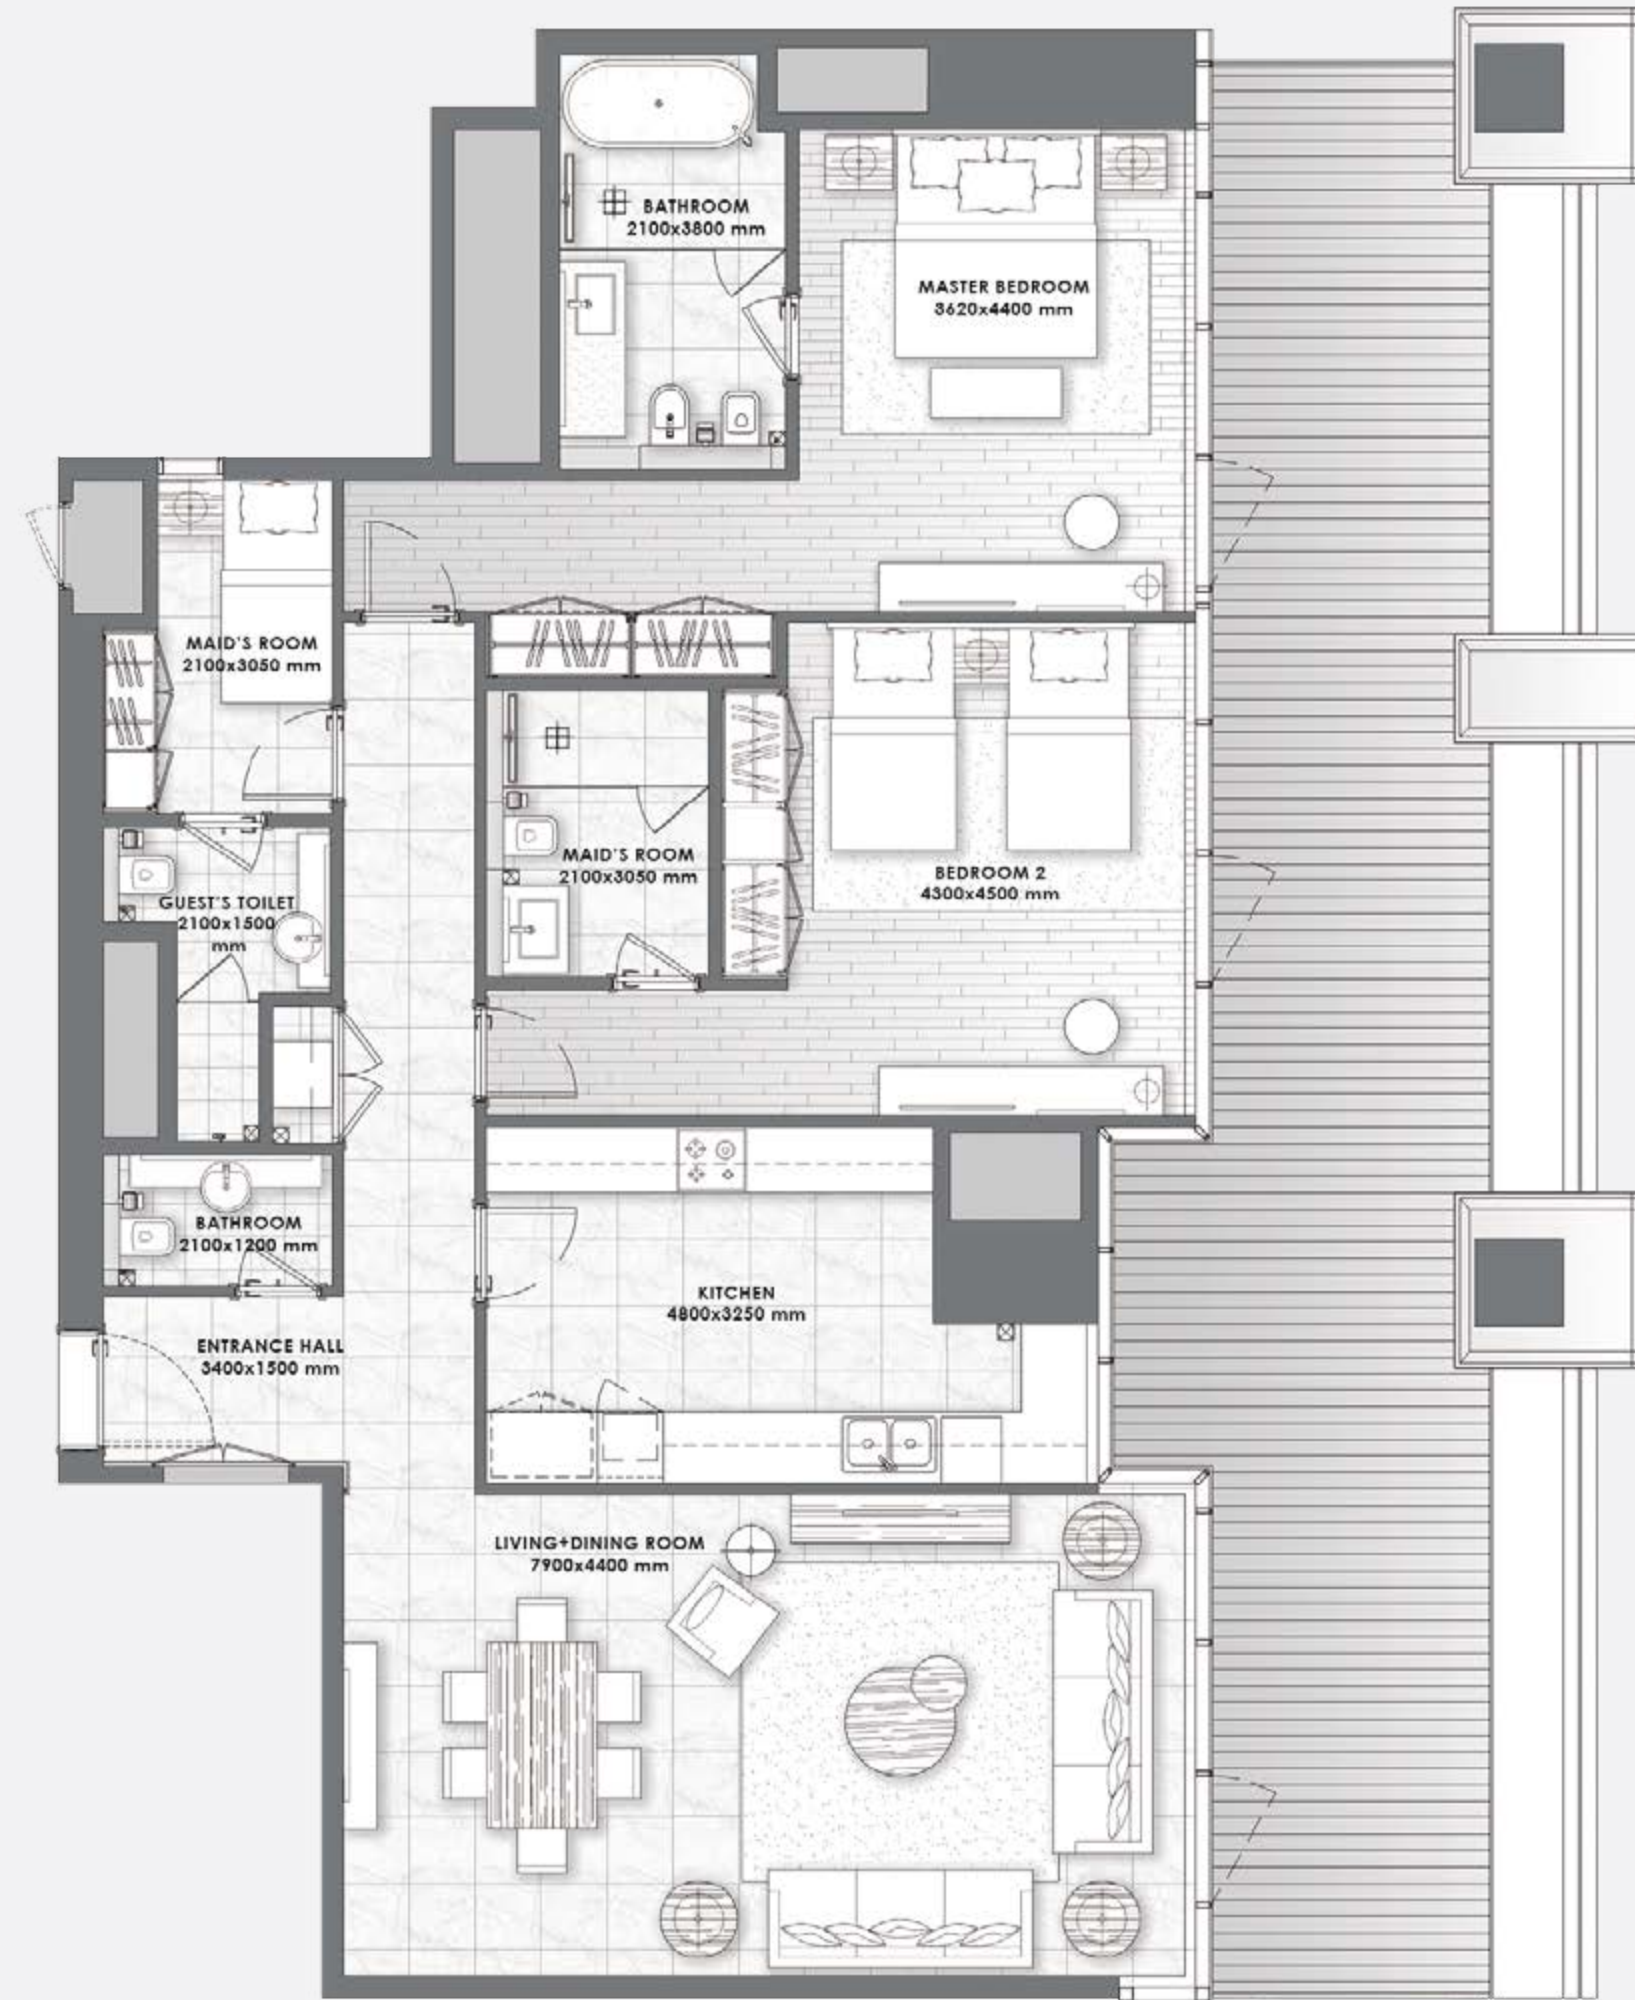 BATHROOM
2100x3800 mm
MASTER BEDROOM
3620x4400 mm
MAID'S ROOM
2100x3050 mm
MAID'S ROOM
2100x3050 mm
BEDROOM 2
4300x4500 mm
GUEST'S TOILET
2100x1500
mm
BATHROOM
2100x1200 mm
KITCHEN
4800x3250 mm
ENTRANCE HALL
3400x1500 mm
LIVING+DINING ROOM
7900x4400 mm